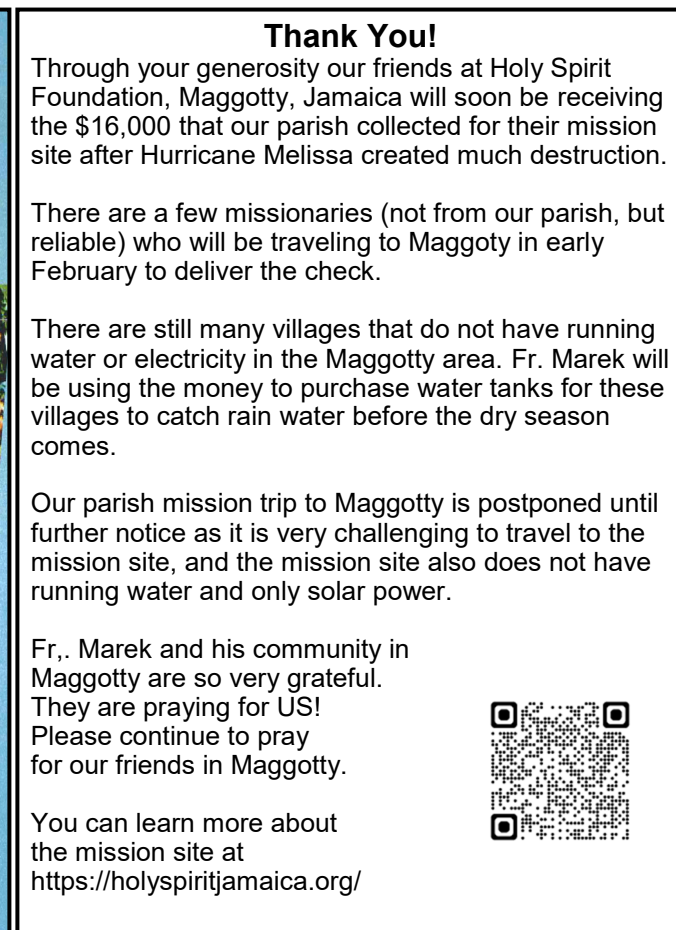 Thank You!
Through your generosity our friends at Holy Spirit
Foundation, Maggotty, Jamaica will soon be receiving
the $16,000 that our parish collected for their mission
site after Hurricane Melissa created much destruction.
There are a few missionaries (not from our parish, but
reliable) who will be traveling to Maggoty in early
February to deliver the check.
There are still many villages that do not have running
water or electricity in the Maggotty area. Fr. Marek will
be using the money to purchase water tanks for these
villages to catch rain water before the dry season
comes.
Our parish mission trip to Maggotty is postponed until
further notice as it is very challenging to travel to the
mission site, and the mission site also does not have
running water and only solar power.
Fr,. Marek and his community in
Maggotty are so very grateful.
They are praying for US!
Please continue to pray
for our friends in Maggotty.
You can learn more about
the mission site at
https://holyspiritjamaica.org/